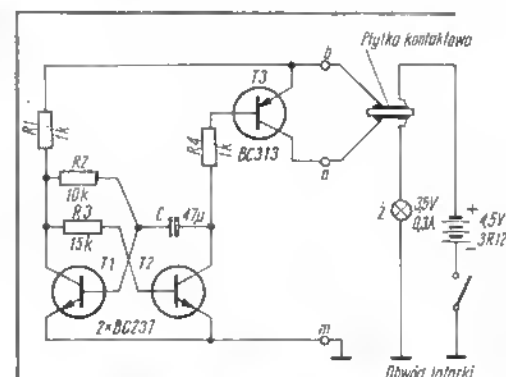 Płytka kontaktowa
b
T3
R1
1k
R4
1k
BC313
R2
10k
C
47µ
a
R3
15k
ż
3,5V
0,3A
+
4,5V
3R12
−
T1
T2
2×BC237
m
Obwód latarki